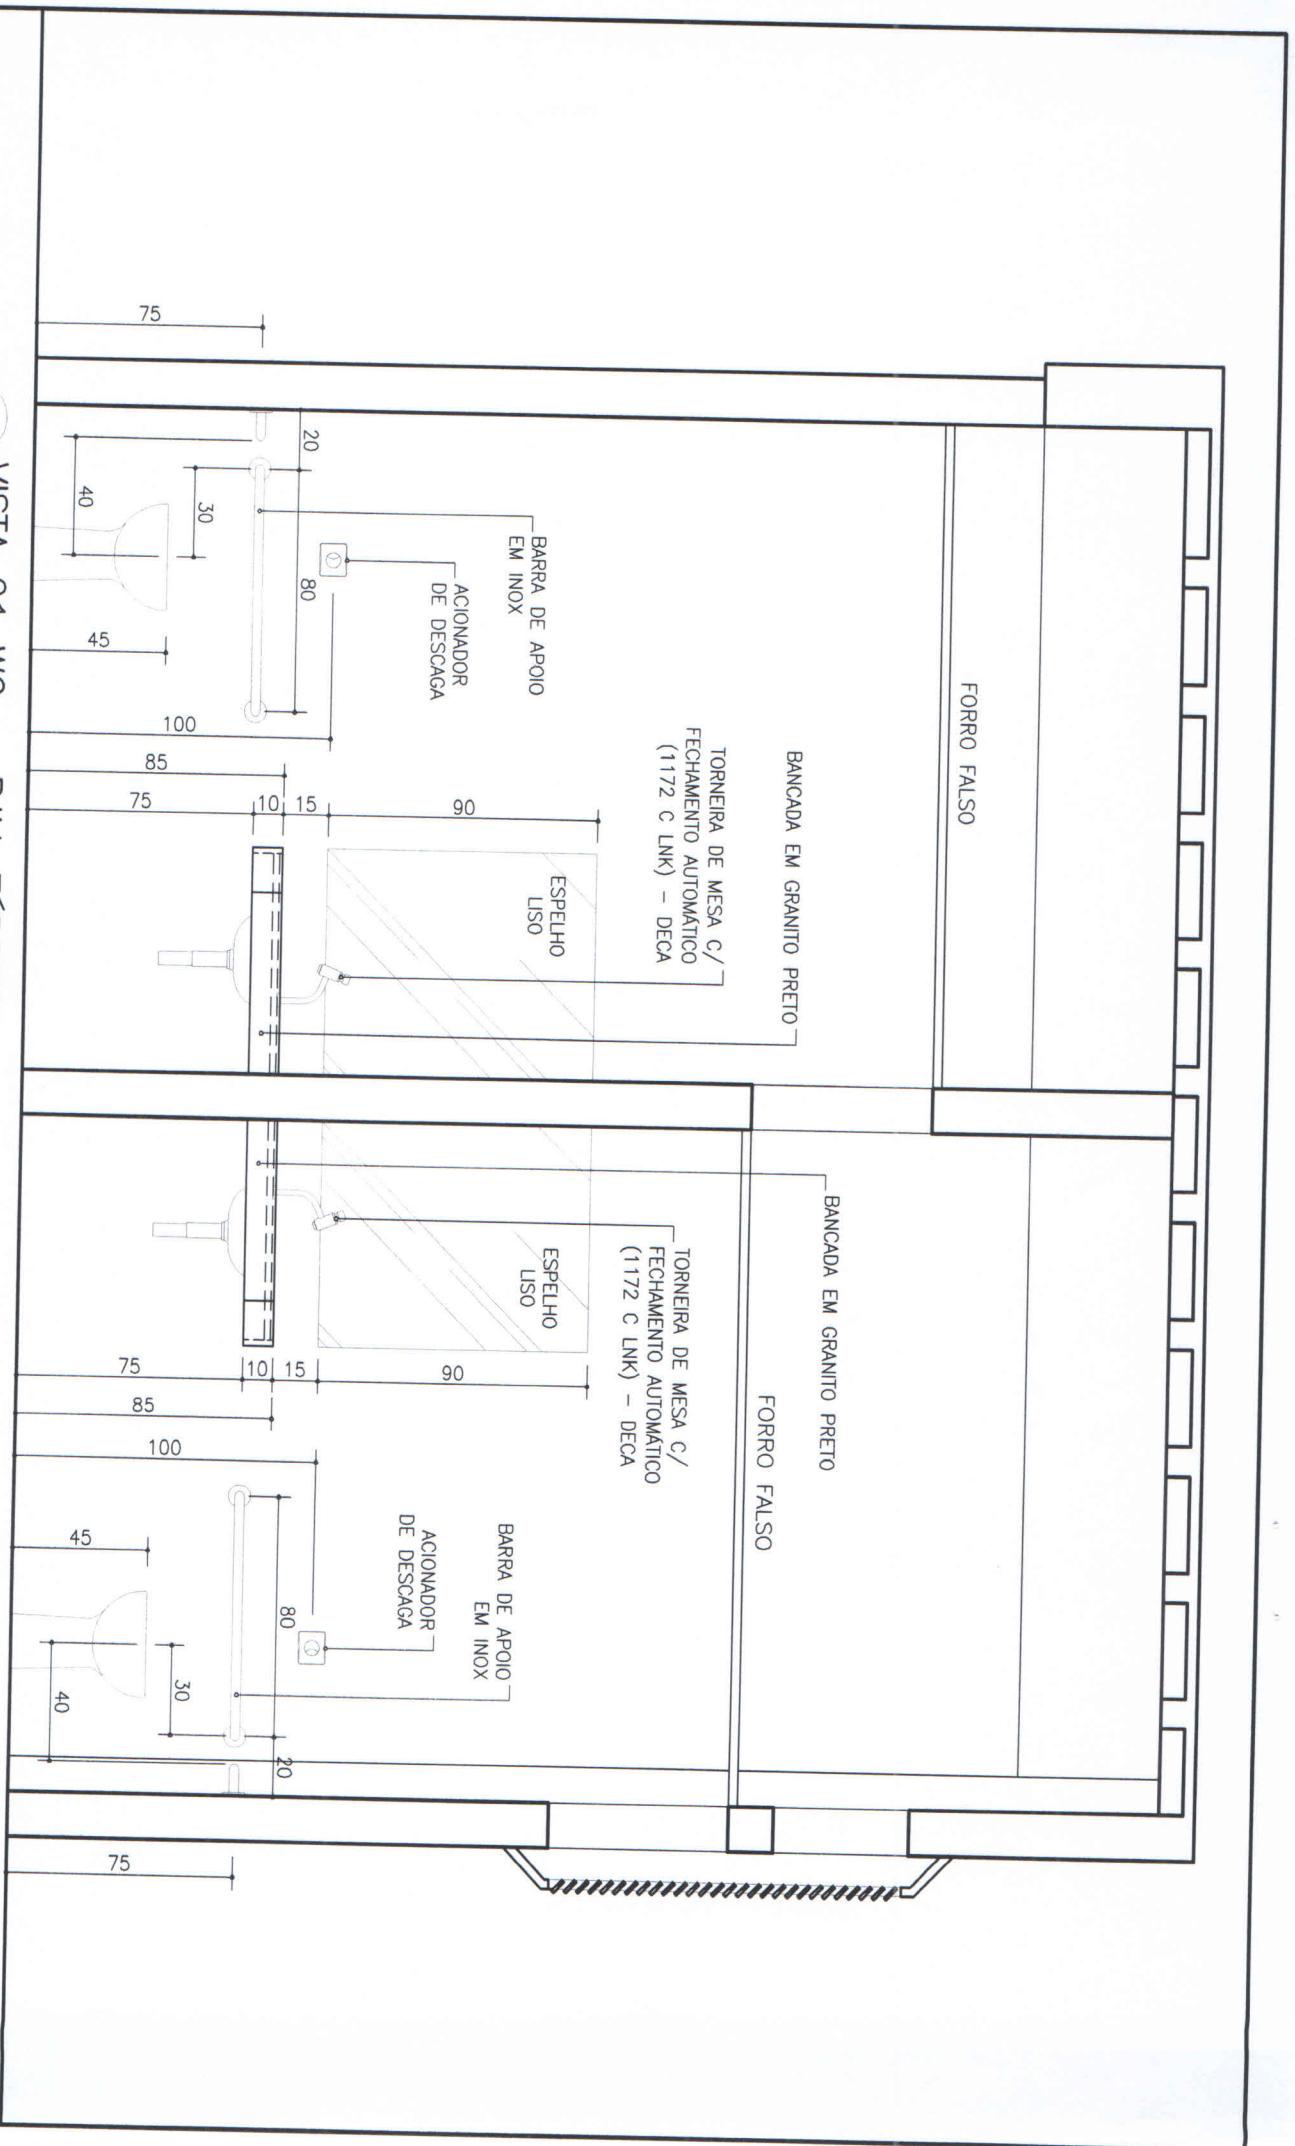 FORRO FALSO
BANCADA EM GRANITO PRETO
TORNEIRA DE MESA C/
FECHAMENTO AUTOMÁTICO
(1172 C LNK) - DECA
BARRA DE APOIO
EM INOX
ACIONADOR
DE DESCAGA
ESPELHO
LISO
75
20
80
30
40
45
100
85
75
10
15
90
BANCADA EM GRANITO PRETO
FORRO FALSO
TORNEIRA DE MESA C/
FECHAMENTO AUTOMÁTICO
(1172 C LNK) - DECA
ESPELHO
LISO
BARRA DE APOIO
EM INOX
ACIONADOR
DE DESCAGA
90
15
10
75
85
100
45
80
20
30
40
75
VISTA 01